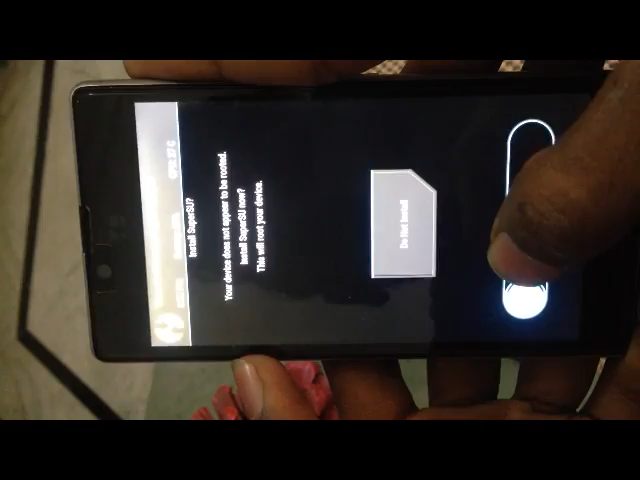 Install SuperSU?
Your device does not appear to be rooted.
Install SuperSU now?
This will root your device.
Do Not Install